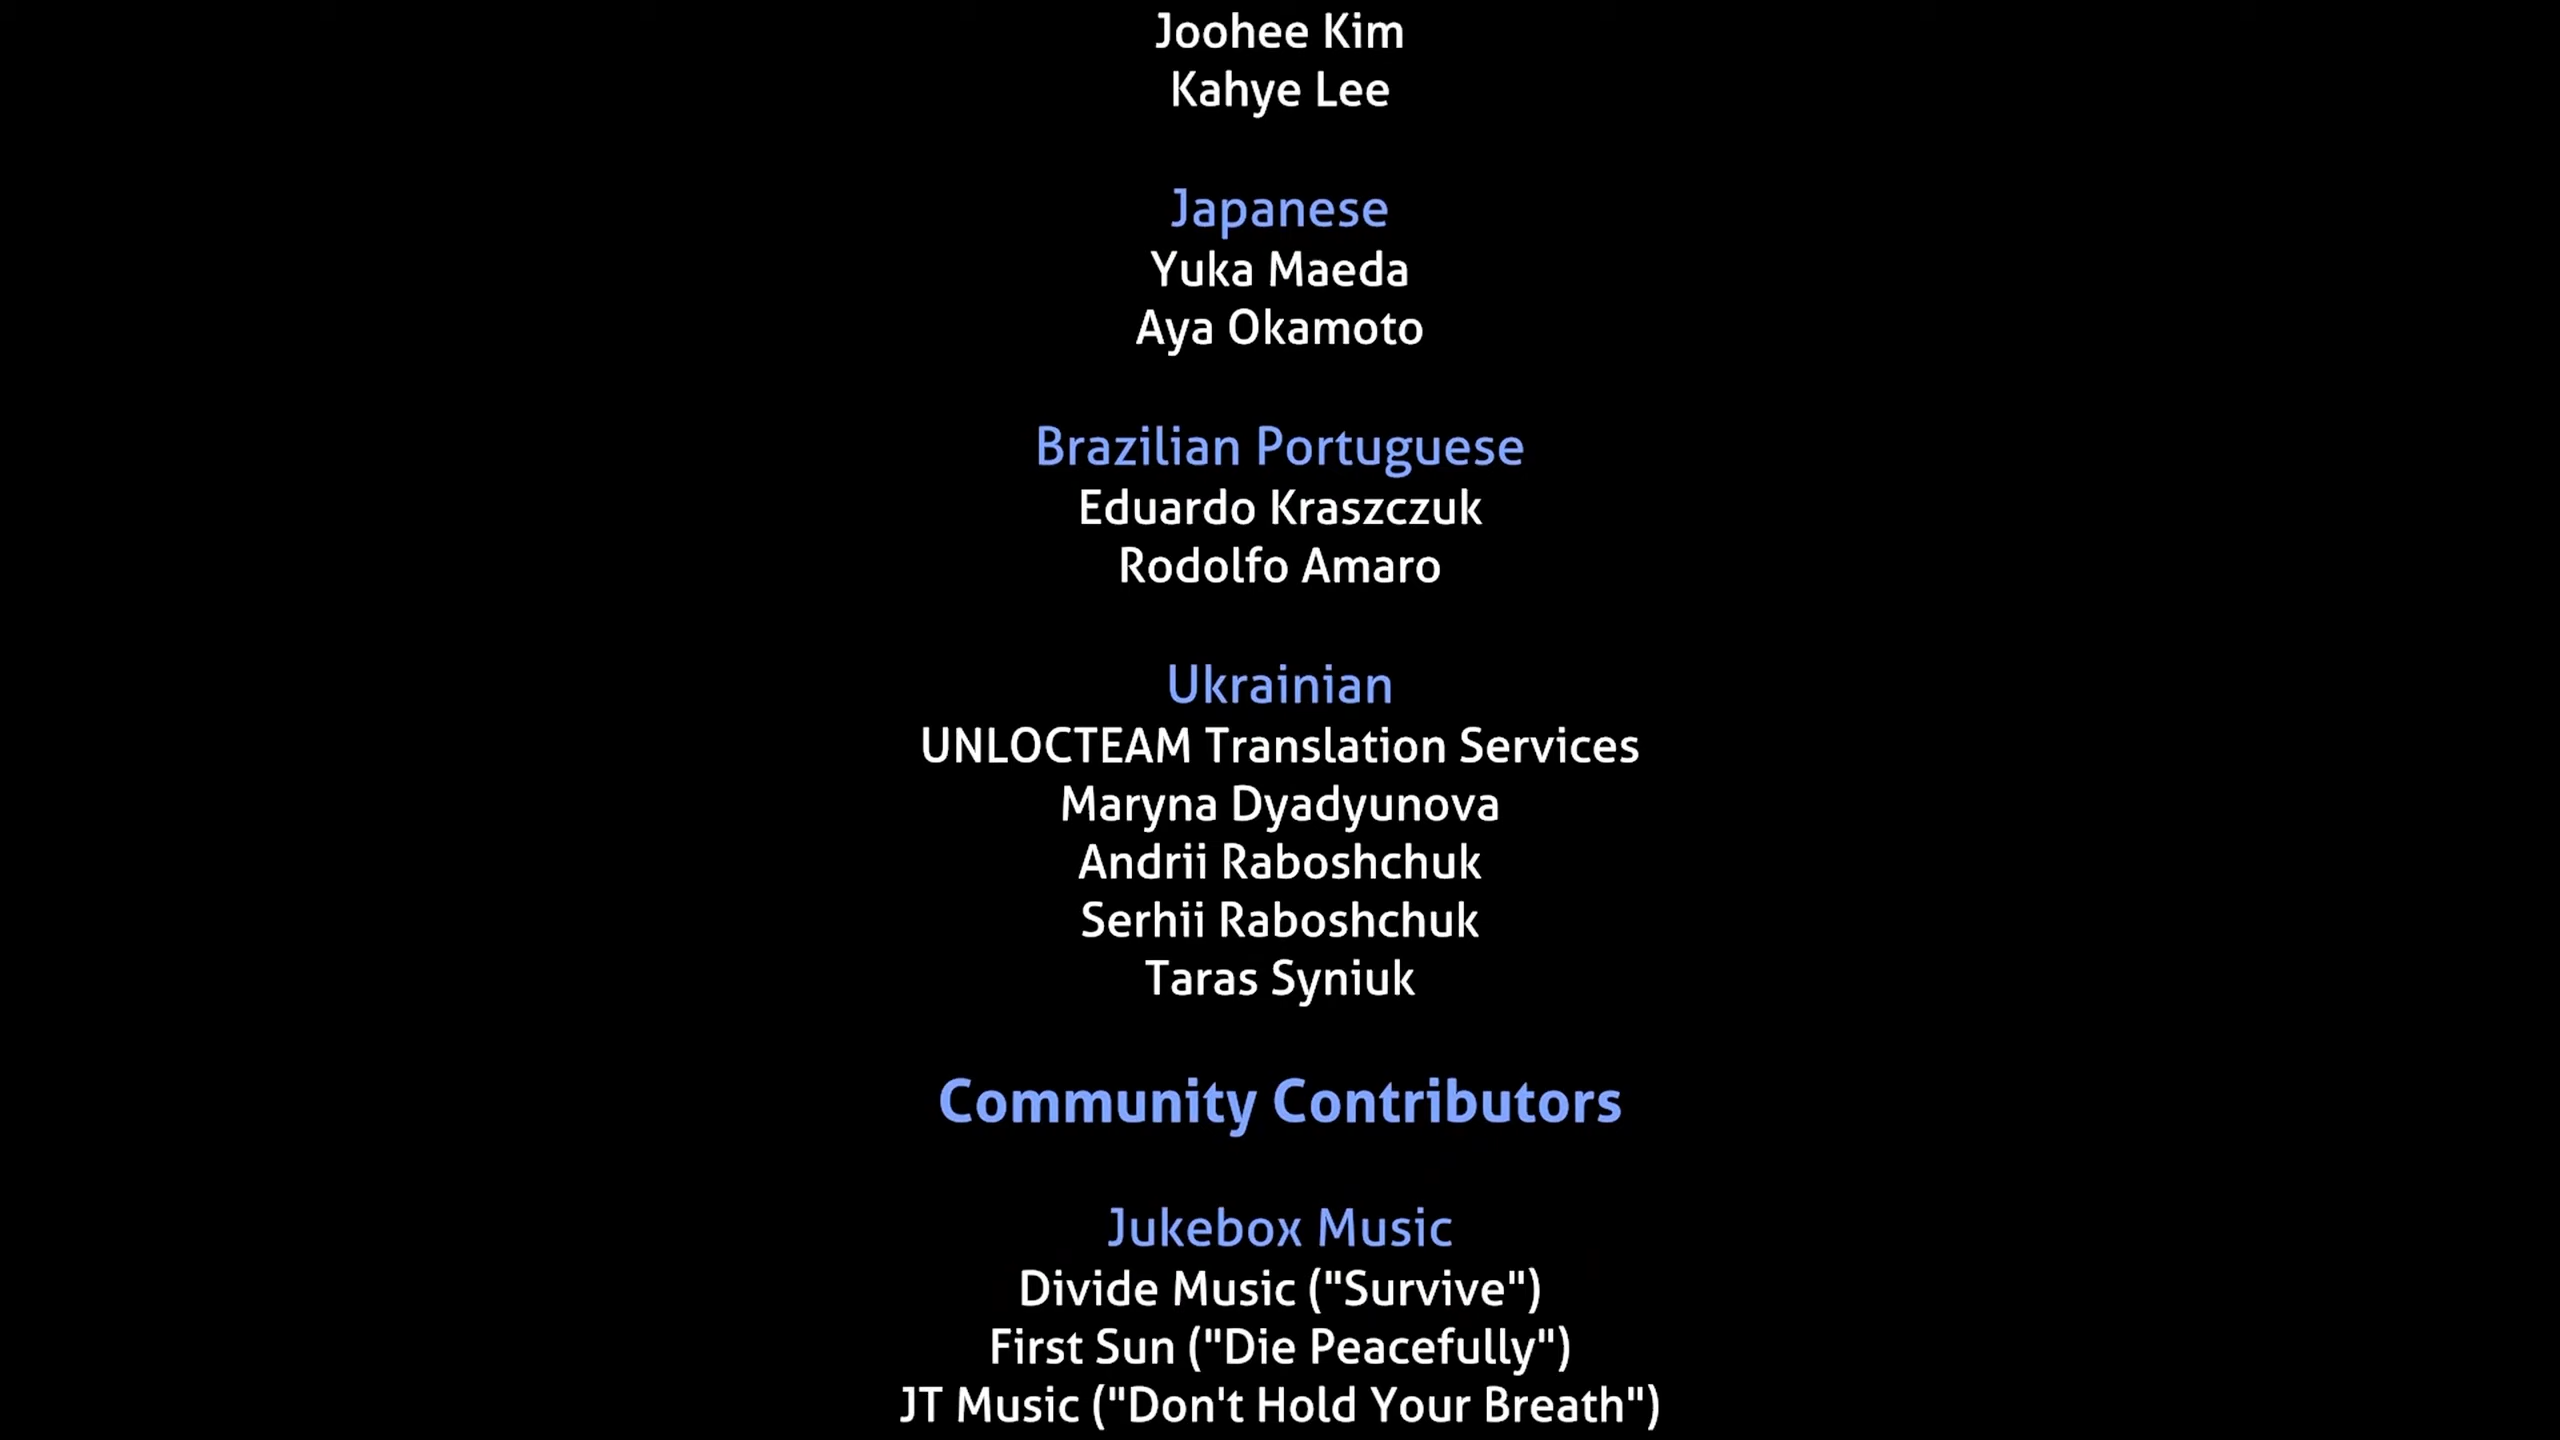 Joohee Kim
Kahye Lee
Japanese
Yuka Maeda
Aya Okamoto
Brazilian Portuguese
Eduardo Kraszczuk
Rodolfo Amaro
Ukrainian
UNLOCTEAM Translation Services
Maryna Dyadyunova
Andrii Raboshchuk
Serhii Raboshchuk
Taras Syniuk
Community Contributors
Jukebox Music
Divide Music ("Survive")
First Sun ("Die Peacefully")
JT Music ("Don't Hold Your Breath")